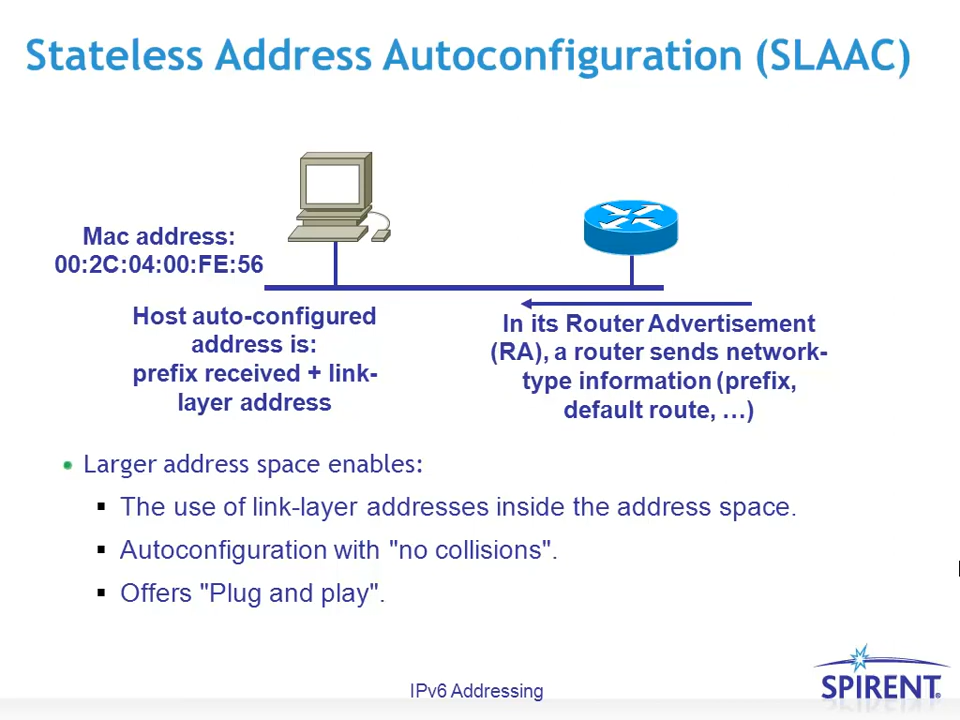 Stateless Address Autoconfiguration (SLAAC)
Mac address:
00:2C:04:00:FE:56
Host auto-configured
address is:
prefix received + link-
layer address
In its Router Advertisement
(RA), a router sends network-
type information (prefix,
default route, …)
• Larger address space enables:
▪ The use of link-layer addresses inside the address space.
▪ Autoconfiguration with "no collisions".
▪ Offers "Plug and play".
IPv6 Addressing
SPIRENT®